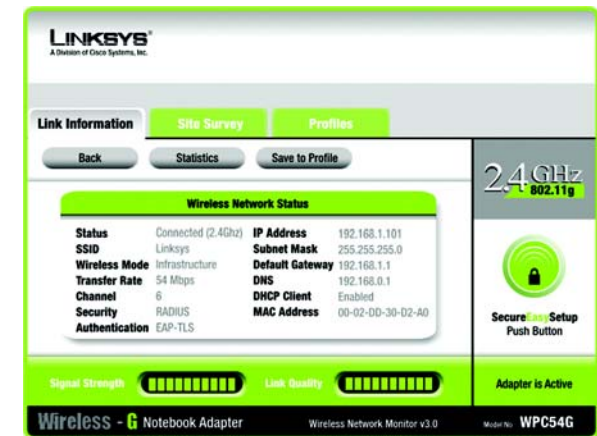 LINKSYS®
A Division of Cisco Systems, Inc.
Link Information Site Survey Profiles
Back Statistics Save to Profile
2.4 GHz
802.11g
Wireless Network Status
Status Connected (2.4Ghz) IP Address 192.168.1.101
SSID Linksys Subnet Mask 255.255.255.0
Wireless Mode Infrastructure Default Gateway 192.168.1.1
Transfer Rate 54 Mbps DNS 192.168.0.1
Channel 6 DHCP Client Enabled
Security RADIUS MAC Address 00-02-DD-30-D2-A0
Authentication EAP-TLS
SecureEasySetup
Push Button
Signal Strength Link Quality Adapter is Active
Wireless - G Notebook Adapter Wireless Network Monitor v3.0 Model No WPC54G